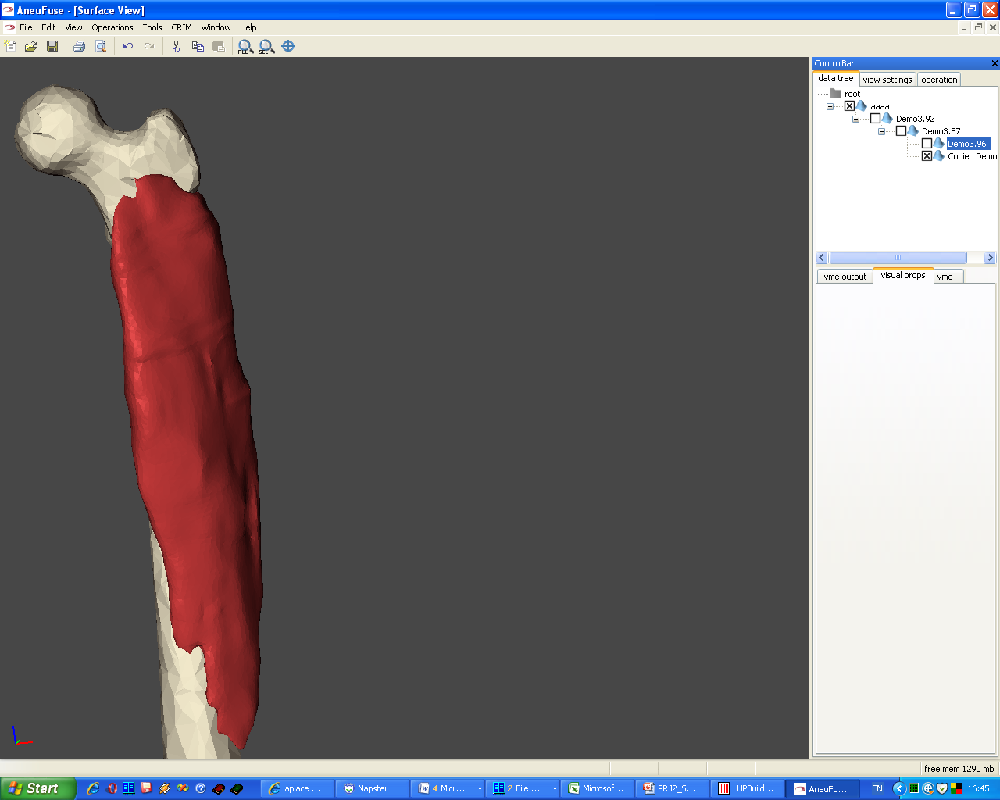 AneuFuse - [Surface View]
File Edit View Operations Tools CRIM Window Help
ALL SEL
ControlBar
data tree view settings operation
root
aaaa
Demo3.92
Demo3.87
Demo3.96
Copied Demo
vme output visual props vme
free mem 1290 mb
Start laplace ... Napster 4 Micr... 2 File ... Microsof... PRJ2_S... LHPBuild... AneuFu... EN 16:45